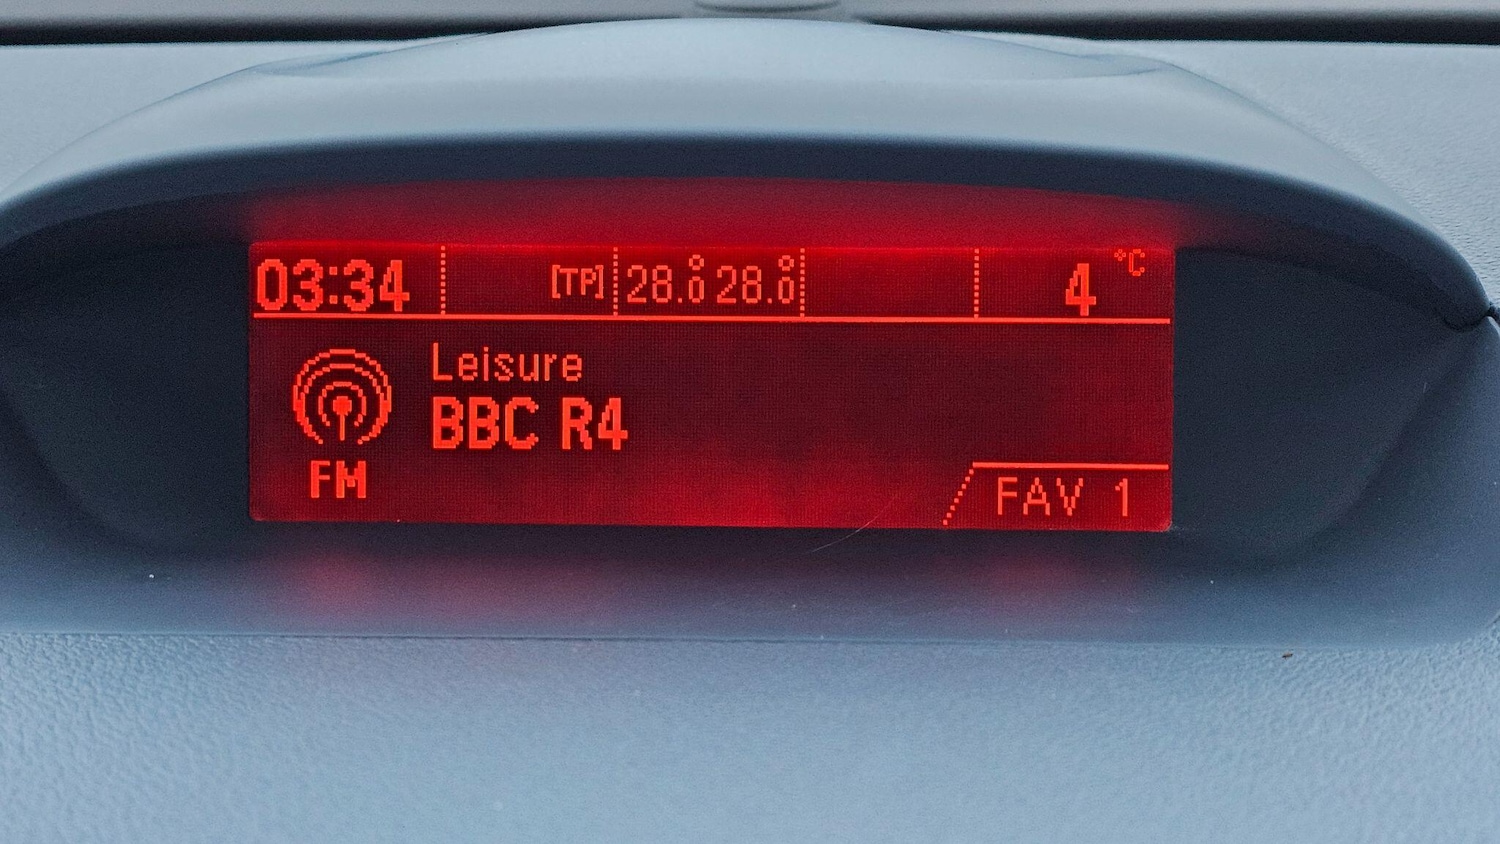 03:34 [TP] 28.0° 28.0° 4 °C
Leisure
BBC R4
FM
FAV 1